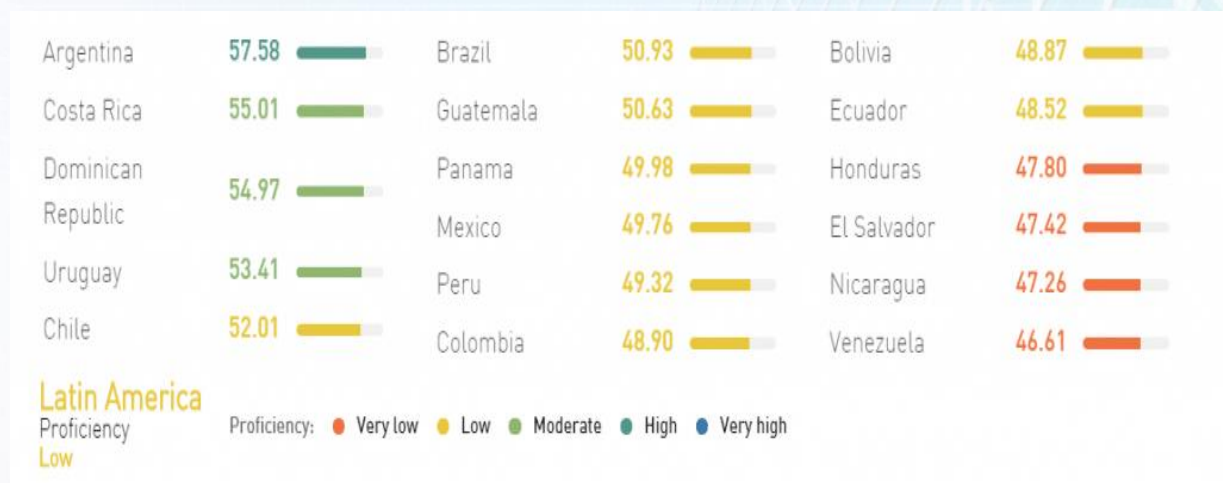 Argentina 57.58
Costa Rica 55.01
Dominican
Republic 54.97
Uruguay 53.41
Chile 52.01
Brazil 50.93
Guatemala 50.63
Panama 49.98
Mexico 49.76
Peru 49.32
Colombia 48.90
Bolivia 48.87
Ecuador 48.52
Honduras 47.80
El Salvador 47.42
Nicaragua 47.26
Venezuela 46.61
Latin America
Proficiency
Low
Proficiency: Very low Low Moderate High Very high